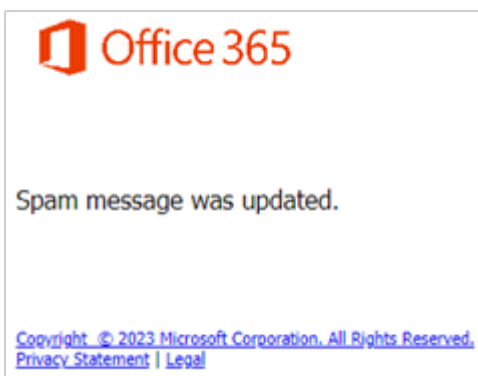 Office 365
Spam message was updated.
Copyright © 2023 Microsoft Corporation. All Rights Reserved.
Privacy Statement | Legal